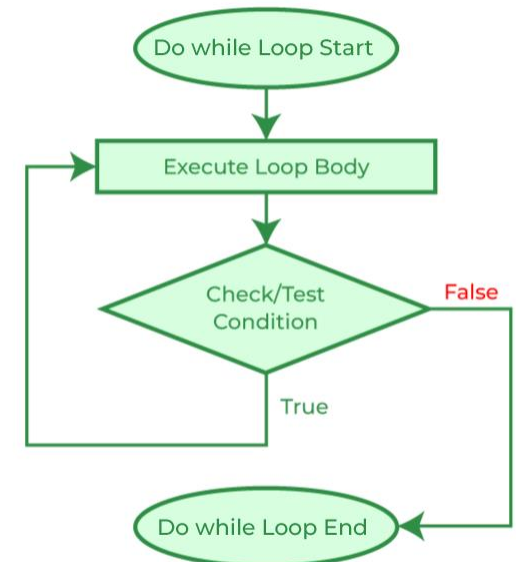 Do while Loop Start
Execute Loop Body
Check/Test
Condition
False
True
Do while Loop End